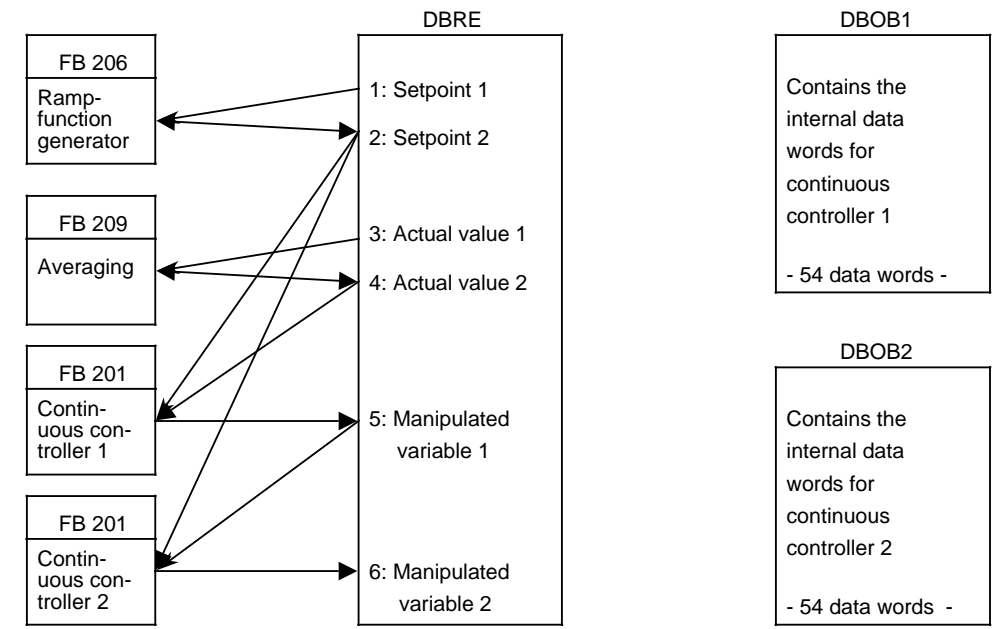 FB 206
Ramp-
function
generator
FB 209
Averaging
FB 201
Contin-
uous con-
troller 1
FB 201
Contin-
uous con-
troller 2
DBRE
1: Setpoint 1
2: Setpoint 2
3: Actual value 1
4: Actual value 2
5: Manipulated
variable 1
6: Manipulated
variable 2
DBOB1
Contains the
internal data
words for
continuous
controller 1
- 54 data words -
DBOB2
Contains the
internal data
words for
continuous
controller 2
- 54 data words -